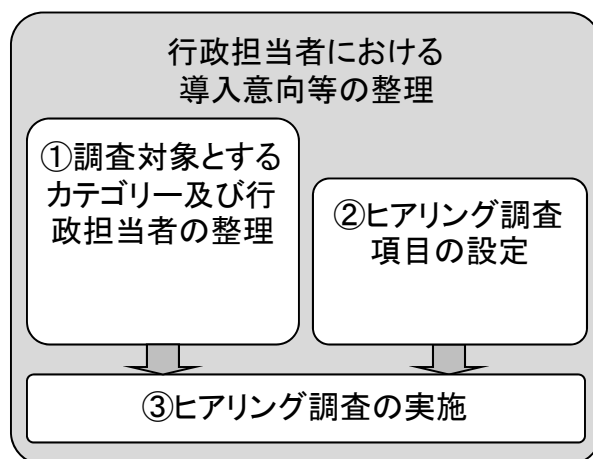 行政担当者における
導入意向等の整理
①調査対象とする
カテゴリー及び行
政担当者の整理
②ヒアリング調査
項目の設定
③ヒアリング調査の実施